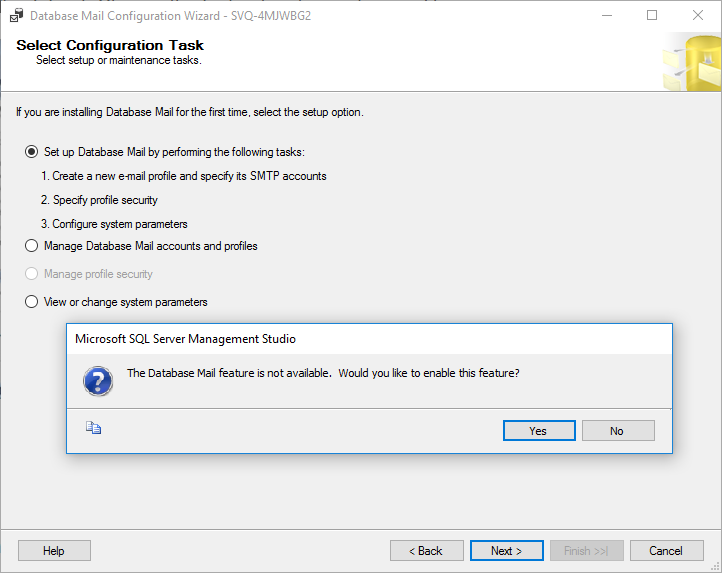 Database Mail Configuration Wizard - SVQ-4MJWBG2
Select Configuration Task
Select setup or maintenance tasks.
If you are installing Database Mail for the first time, select the setup option.
Set up Database Mail by performing the following tasks:
1. Create a new e-mail profile and specify its SMTP accounts
2. Specify profile security
3. Configure system parameters
Manage Database Mail accounts and profiles
Manage profile security
View or change system parameters
Microsoft SQL Server Management Studio
The Database Mail feature is not available.  Would you like to enable this feature?
Yes
No
Help
< Back
Next >
Finish >>|
Cancel